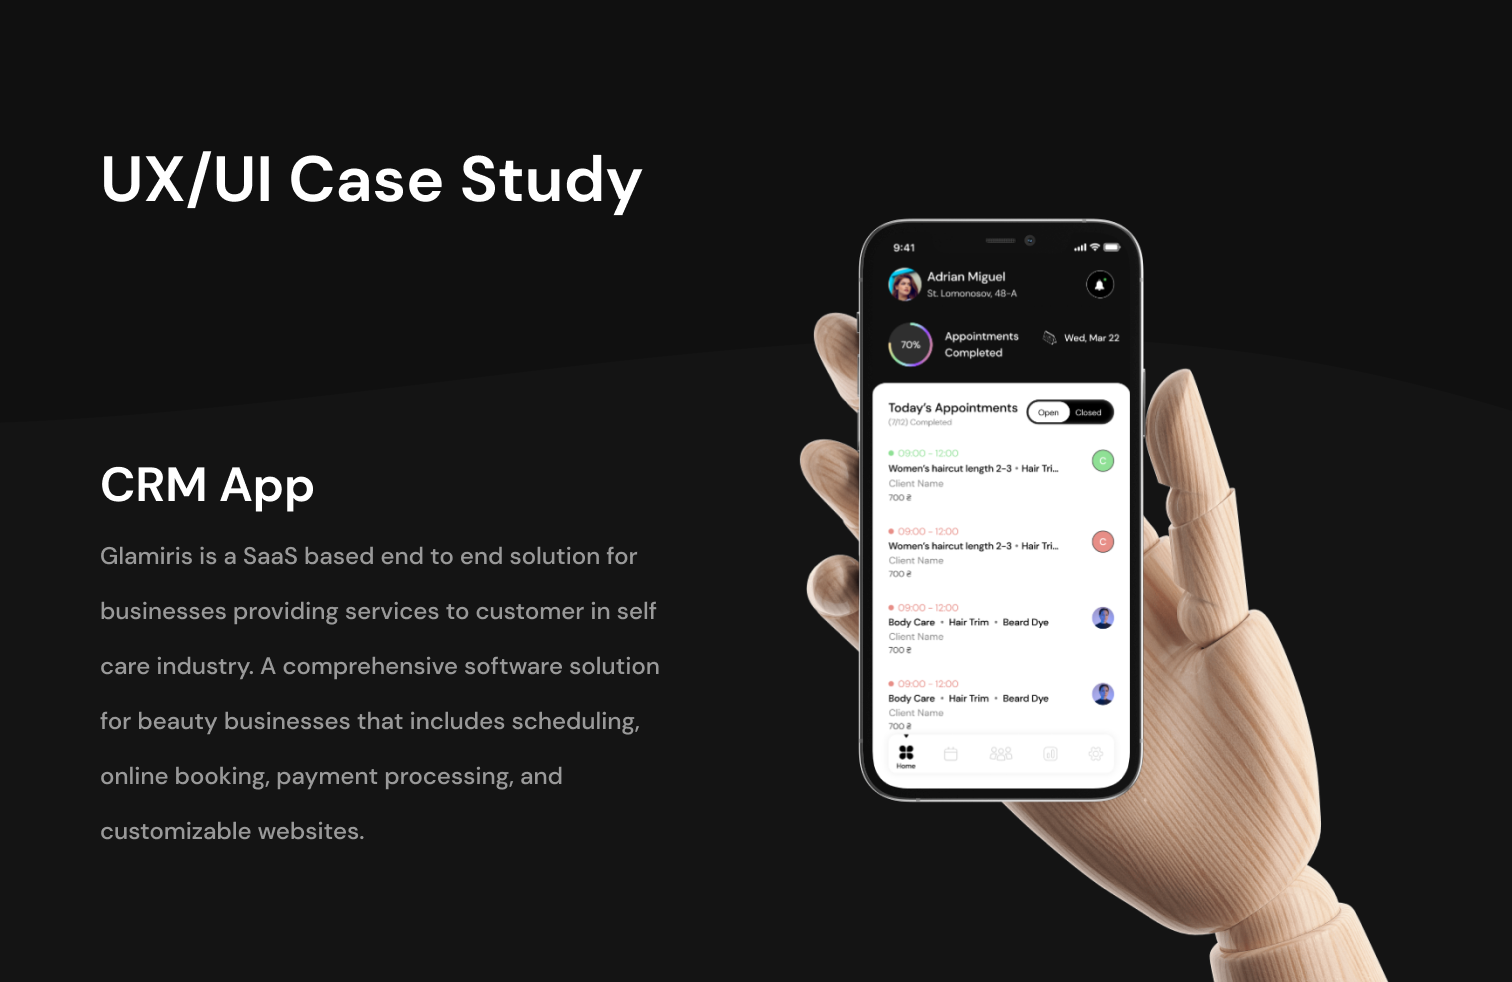 UX/UI Case Study
CRM App
Glamiris is a SaaS based end to end solution for
businesses providing services to customer in self
care industry. A comprehensive software solution
for beauty businesses that includes scheduling,
online booking, payment processing, and
customizable websites.
9:41
Adrian Miguel
St. Lomonosov, 48-A
70%
Appointments
Completed
Wed, Mar 22
Today's Appointments
(7/12) Completed
Open Closed
09:00 - 12:00
Women's haircut length 2-3 • Hair Tri...
C
Client Name
700 ₴
09:00 - 12:00
Women's haircut length 2-3 • Hair Tri...
C
Client Name
700 ₴
09:00 - 12:00
Body Care • Hair Trim • Beard Dye
Client Name
700 ₴
09:00 - 12:00
Body Care • Hair Trim • Beard Dye
Client Name
700 ₴
Home